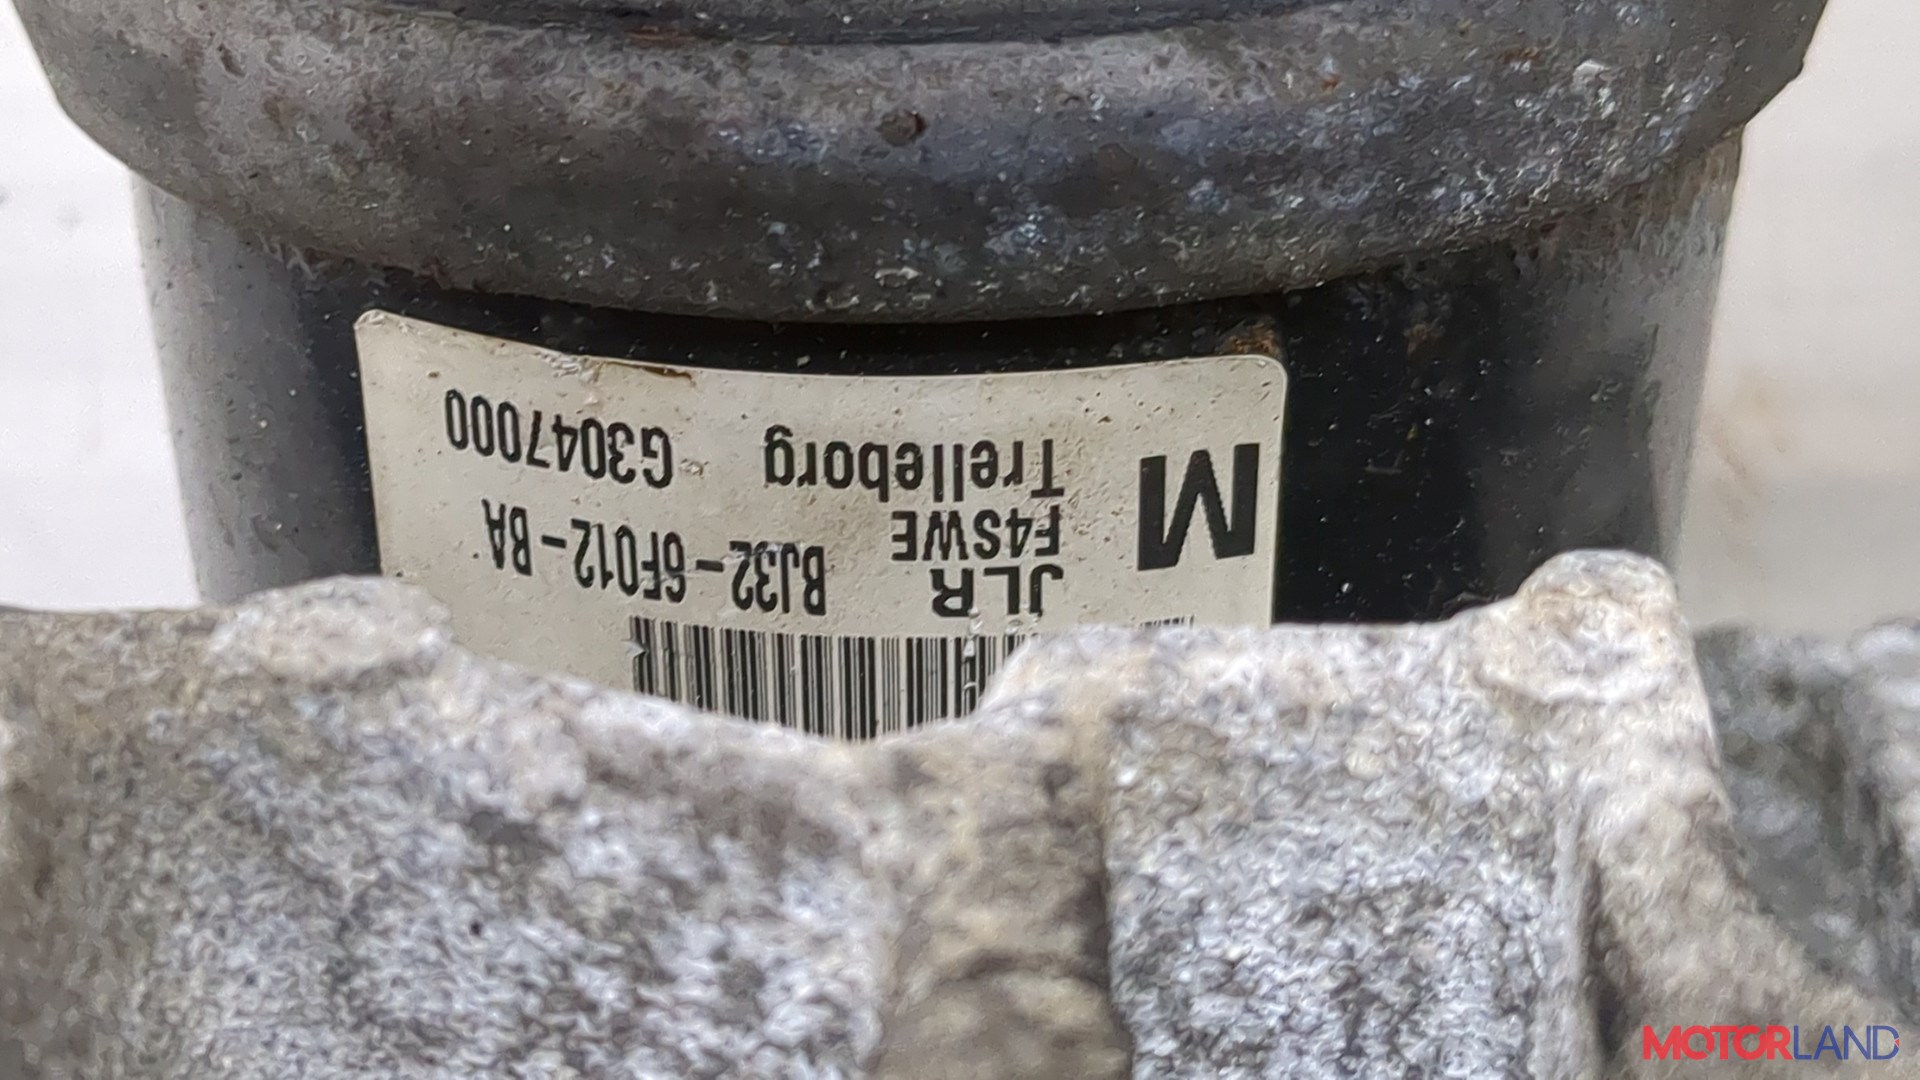 JLR BJ32-6F012-BA
F4SWE
M
Trelleborg G3047000
MOTORLAND